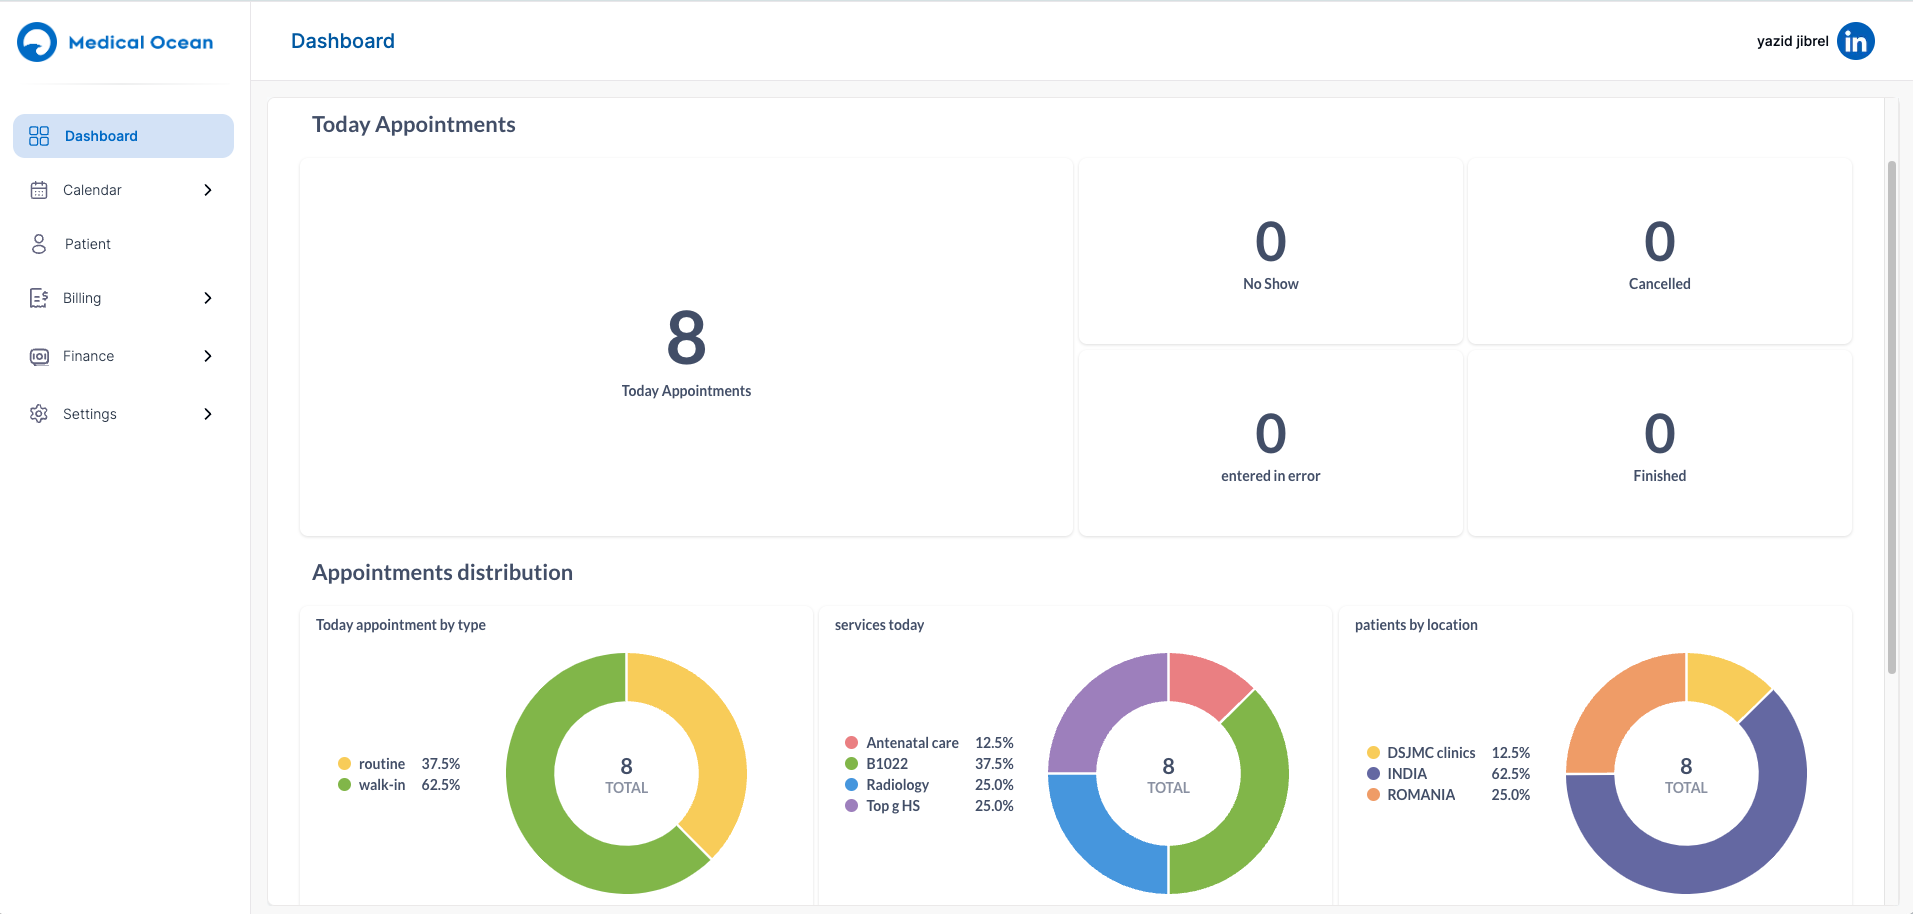 Medical Ocean
Dashboard
yazid jibrel
in
Dashboard
Calendar
Patient
Billing
Finance
Settings
Today Appointments
8
Today Appointments
0
No Show
0
Cancelled
0
entered in error
0
Finished
Appointments distribution
Today appointment by type
routine 37.5%
walk-in 62.5%
8
TOTAL
services today
Antenatal care 12.5%
B1022 37.5%
Radiology 25.0%
Top g HS 25.0%
8
TOTAL
patients by location
DSJMC clinics 12.5%
INDIA 62.5%
ROMANIA 25.0%
8
TOTAL